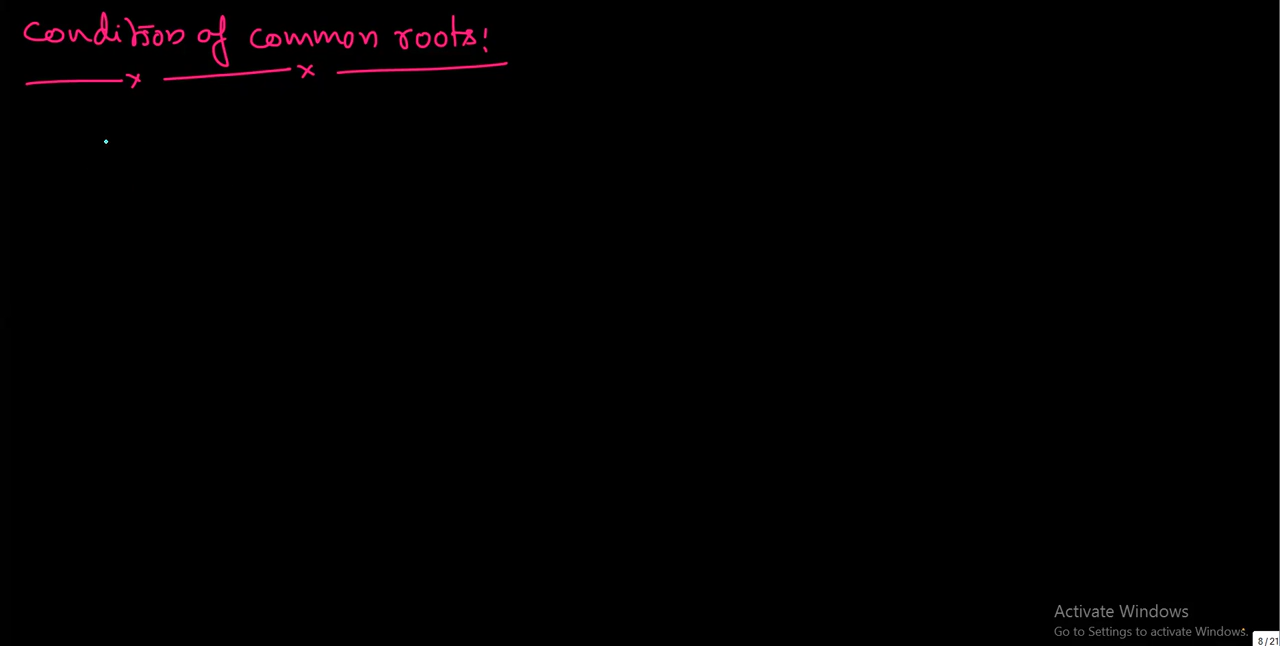 Condition of common roots:
Activate Windows
Go to Settings to activate Windows.
8/21